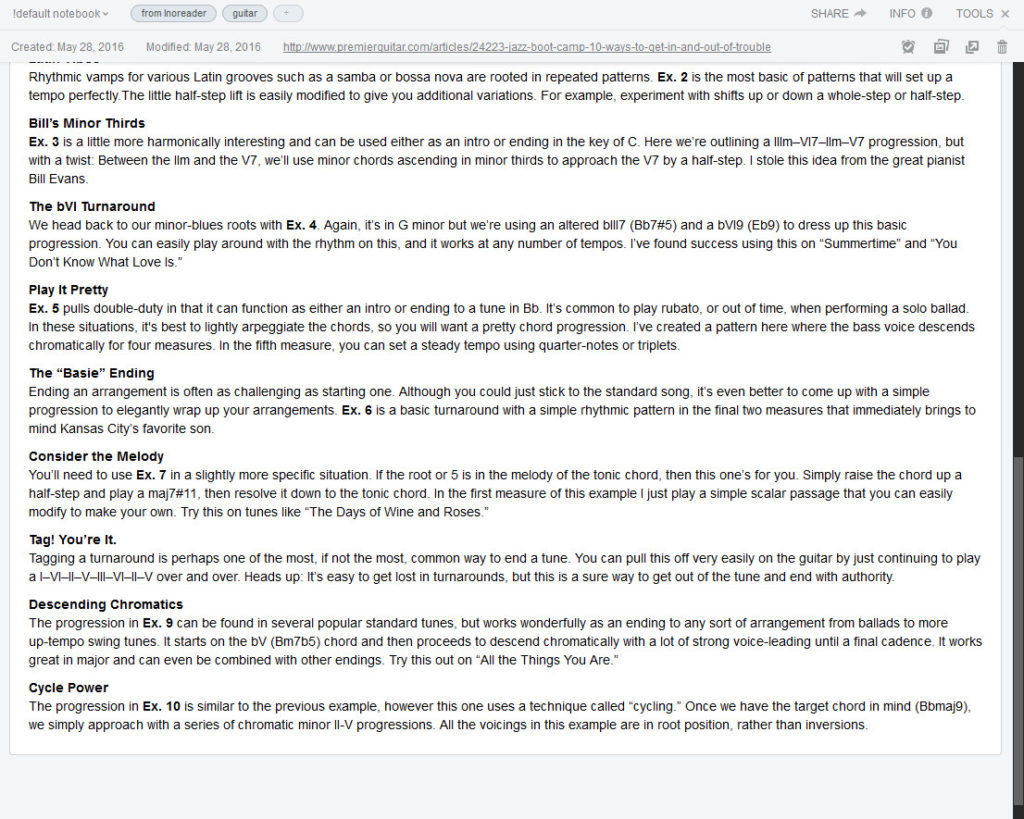 !default notebook
from Inoreader
guitar
+
SHARE
INFO
TOOLS
Created: May 28, 2016
Modified: May 28, 2016
http://www.premierguitar.com/articles/24223-jazz-boot-camp-10-ways-to-get-in-and-out-of-trouble
Rhythmic vamps for various Latin grooves such as a samba or bossa nova are rooted in repeated patterns. Ex. 2 is the most basic of patterns that will set up a
tempo perfectly.The little half-step lift is easily modified to give you additional variations. For example, experiment with shifts up or down a whole-step or half-step.
Bill’s Minor Thirds
Ex. 3 is a little more harmonically interesting and can be used either as an intro or ending in the key of C. Here we’re outlining a IIIm–VI7–IIm–V7 progression, but
with a twist: Between the IIm and the V7, we’ll use minor chords ascending in minor thirds to approach the V7 by a half-step. I stole this idea from the great pianist
Bill Evans.
The bVI Turnaround
We head back to our minor-blues roots with Ex. 4. Again, it’s in G minor but we’re using an altered bIII7 (Bb7#5) and a bVI9 (Eb9) to dress up this basic
progression. You can easily play around with the rhythm on this, and it works at any number of tempos. I’ve found success using this on “Summertime” and “You
Don’t Know What Love Is.”
Play It Pretty
Ex. 5 pulls double-duty in that it can function as either an intro or ending to a tune in Bb. It’s common to play rubato, or out of time, when performing a solo ballad.
In these situations, it's best to lightly arpeggiate the chords, so you will want a pretty chord progression. I’ve created a pattern here where the bass voice descends
chromatically for four measures. In the fifth measure, you can set a steady tempo using quarter-notes or triplets.
The “Basie” Ending
Ending an arrangement is often as challenging as starting one. Although you could just stick to the standard song, it’s even better to come up with a simple
progression to elegantly wrap up your arrangements. Ex. 6 is a basic turnaround with a simple rhythmic pattern in the final two measures that immediately brings to
mind Kansas City’s favorite son.
Consider the Melody
You’ll need to use Ex. 7 in a slightly more specific situation. If the root or 5 is in the melody of the tonic chord, then this one’s for you. Simply raise the chord up a
half-step and play a maj7#11, then resolve it down to the tonic chord. In the first measure of this example I just play a simple scalar passage that you can easily
modify to make your own. Try this on tunes like “The Days of Wine and Roses.”
Tag! You’re It.
Tagging a turnaround is perhaps one of the most, if not the most, common way to end a tune. You can pull this off very easily on the guitar by just continuing to play
a I–VI–II–V–III–VI–II–V over and over. Heads up: It’s easy to get lost in turnarounds, but this is a sure way to get out of the tune and end with authority.
Descending Chromatics
The progression in Ex. 9 can be found in several popular standard tunes, but works wonderfully as an ending to any sort of arrangement from ballads to more
up-tempo swing tunes. It starts on the bV (Bm7b5) chord and then proceeds to descend chromatically with a lot of strong voice-leading until a final cadence. It works
great in major and can even be combined with other endings. Try this out on “All the Things You Are.”
Cycle Power
The progression in Ex. 10 is similar to the previous example, however this one uses a technique called “cycling.” Once we have the target chord in mind (Bbmaj9),
we simply approach with a series of chromatic minor II-V progressions. All the voicings in this example are in root position, rather than inversions.